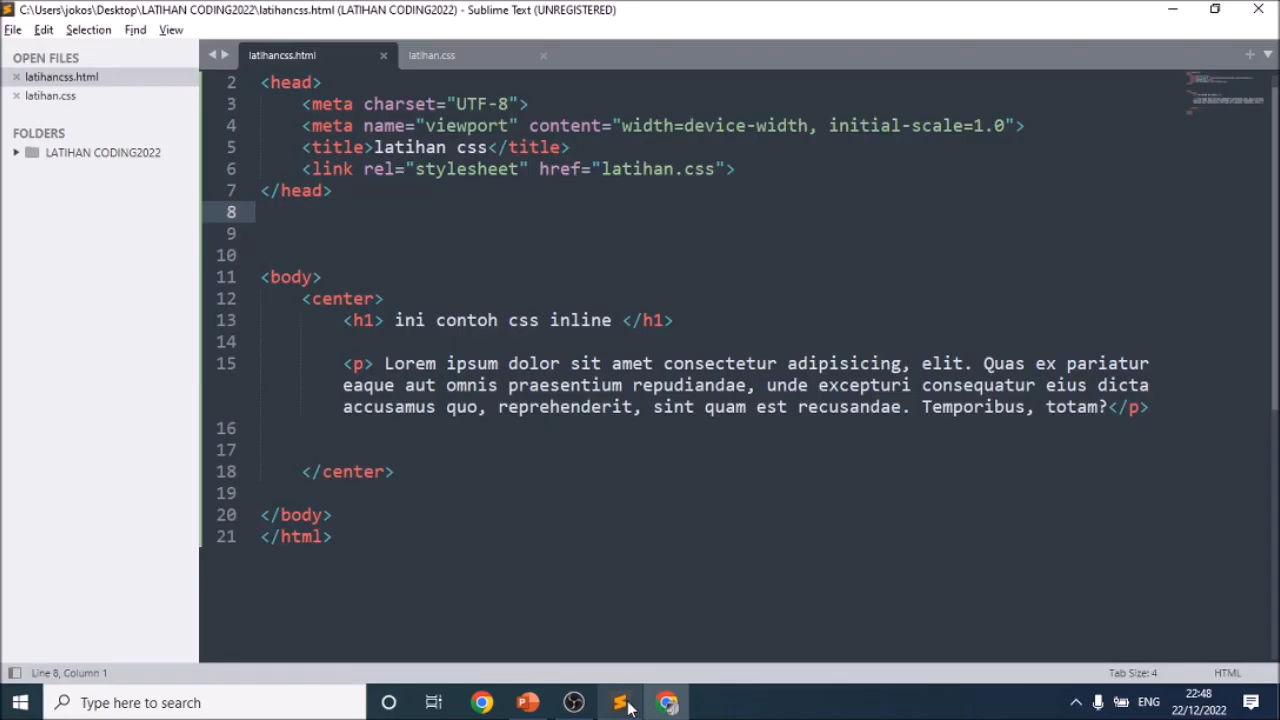 C:\Users\jokos\Desktop\LATIHAN CODING2022\latihancss.html (LATIHAN CODING2022) - Sublime Text (UNREGISTERED)
File Edit Selection Find View
OPEN FILES
latihancss.html
latihan.css
FOLDERS
LATIHAN CODING2022
latihancss.html
latihan.css
2 <head>
3 <meta charset="UTF-8">
4 <meta name="viewport" content="width=device-width, initial-scale=1.0">
5 <title>latihan css</title>
6 <link rel="stylesheet" href="latihan.css">
7 </head>
8
9
10
11 <body>
12 <center>
13 <h1> ini contoh css inline </h1>
14
15 <p> Lorem ipsum dolor sit amet consectetur adipisicing, elit. Quas ex pariatur
eaque aut omnis praesentium repudiandae, unde excepturi consequatur eius dicta
accusamus quo, reprehenderit, sint quam est recusandae. Temporibus, totam?</p>
16
17
18 </center>
19
20 </body>
21 </html>
Line 8, Column 1
Tab Size: 4
HTML
Type here to search
ENG
22:48
22/12/2022